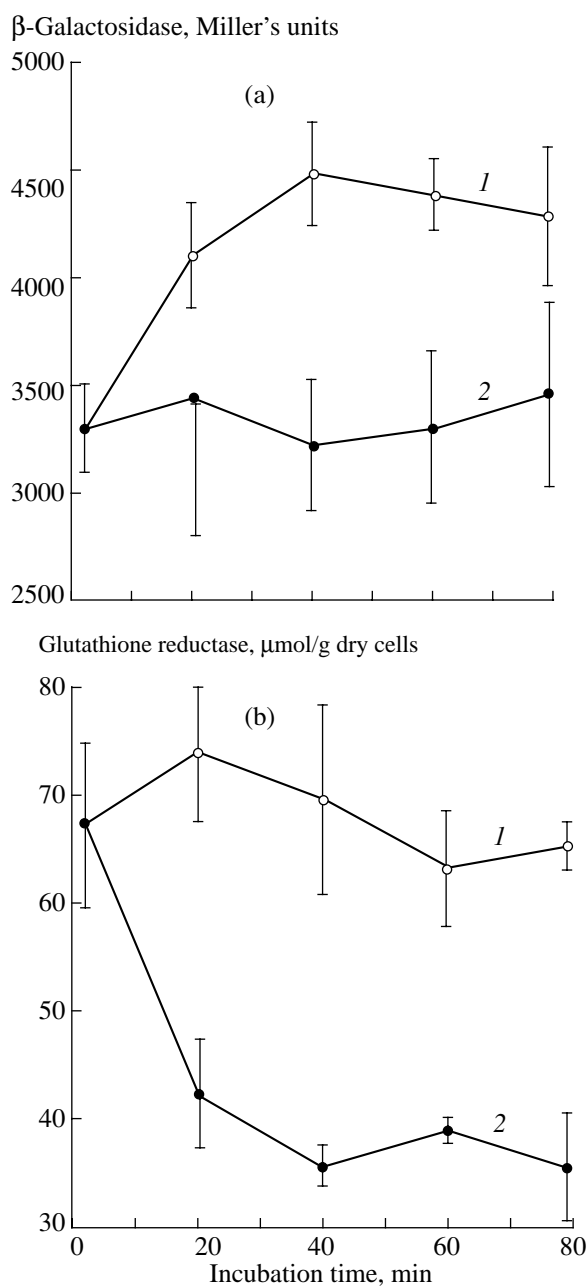 β-Galactosidase, Miller's units
5000
(a)
4500
1
4000
3500
2
3000
2500
Glutathione reductase, μmol/g dry cells
80
(b)
70
1
60
50
40
2
30
0 20 40 60 80
Incubation time, min